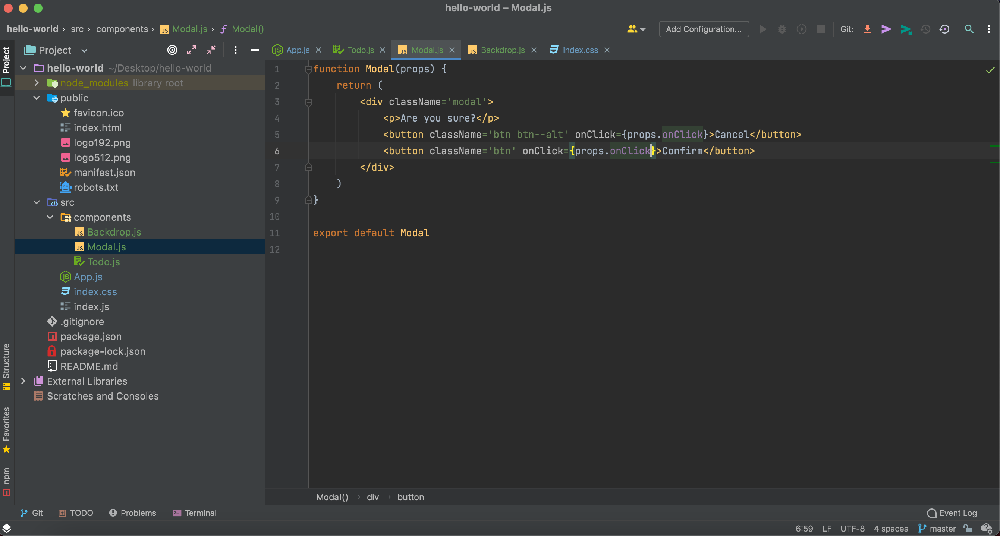 hello-world – Modal.js
hello-world › src › components › JS Modal.js › f Modal()
Add Configuration...
Git:
Project
Project
App.js
Todo.js
JS Modal.js
JS Backdrop.js
index.css
hello-world ~/Desktop/hello-world
node_modules library root
public
favicon.ico
index.html
logo192.png
logo512.png
manifest.json
robots.txt
src
components
JS Backdrop.js
JS Modal.js
Todo.js
JS App.js
index.css
index.js
.gitignore
package.json
package-lock.json
README.md
External Libraries
Scratches and Consoles
Structure
Favorites
npm
1 function Modal(props) {
2 return (
3 <div className='modal'>
4 <p>Are you sure?</p>
5 <button className='btn btn--alt' onClick={props.onClick}>Cancel</button>
6 <button className='btn' onClick={props.onClick}>Confirm</button>
7 </div>
8 )
9 }
10
11 export default Modal
12
Modal() › div › button
Git
TODO
Problems
Terminal
Event Log
6:59 LF UTF-8 4 spaces master